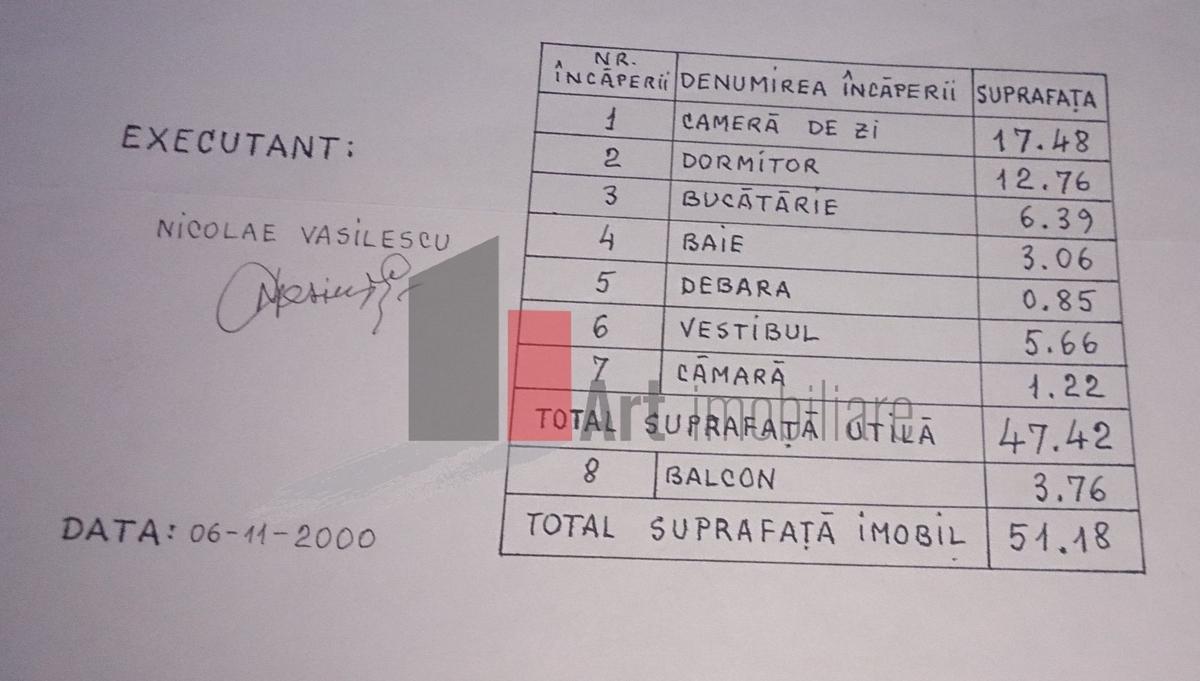 EXECUTANT:
NICOLAE VASILESCU
DATA: 06-11-2000
NR. ÎNCĂPERII DENUMIREA ÎNCĂPERII SUPRAFAȚA
1 CAMERĂ DE ZI 17.48
2 DORMITOR 12.76
3 BUCĂTĂRIE 6.39
4 BAIE 3.06
5 DEBARA 0.85
6 VESTIBUL 5.66
7 CĂMARĂ 1.22
TOTAL SUPRAFAȚĂ UTILĂ 47.42
8 BALCON 3.76
TOTAL SUPRAFAȚĂ IMOBIL 51.18
Art imobiliare